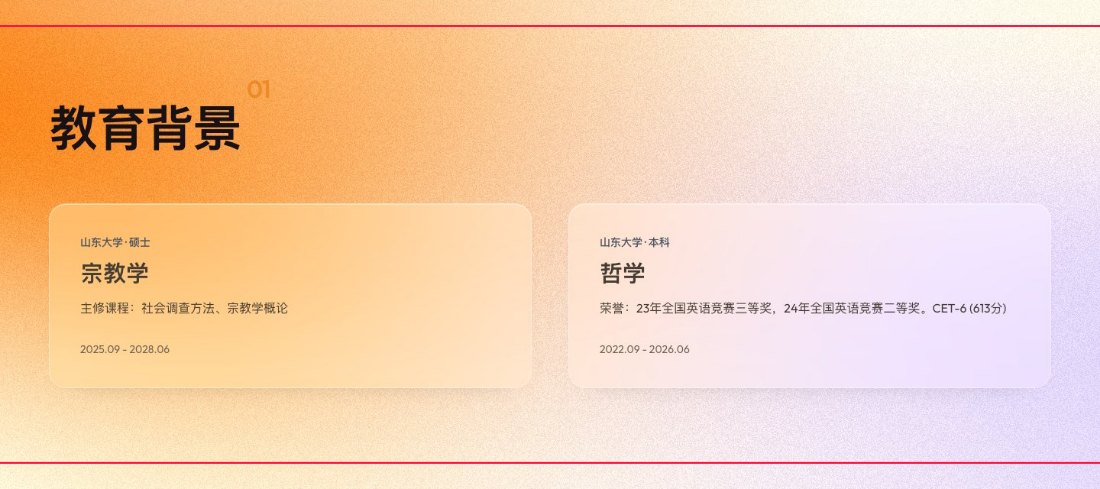 01
教育背景
山东大学·硕士
宗教学
主修课程：社会调查方法、宗教学概论
2025.09 - 2028.06
山东大学·本科
哲学
荣誉：23年全国英语竞赛三等奖，24年全国英语竞赛二等奖。CET-6 (613分)
2022.09 - 2026.06